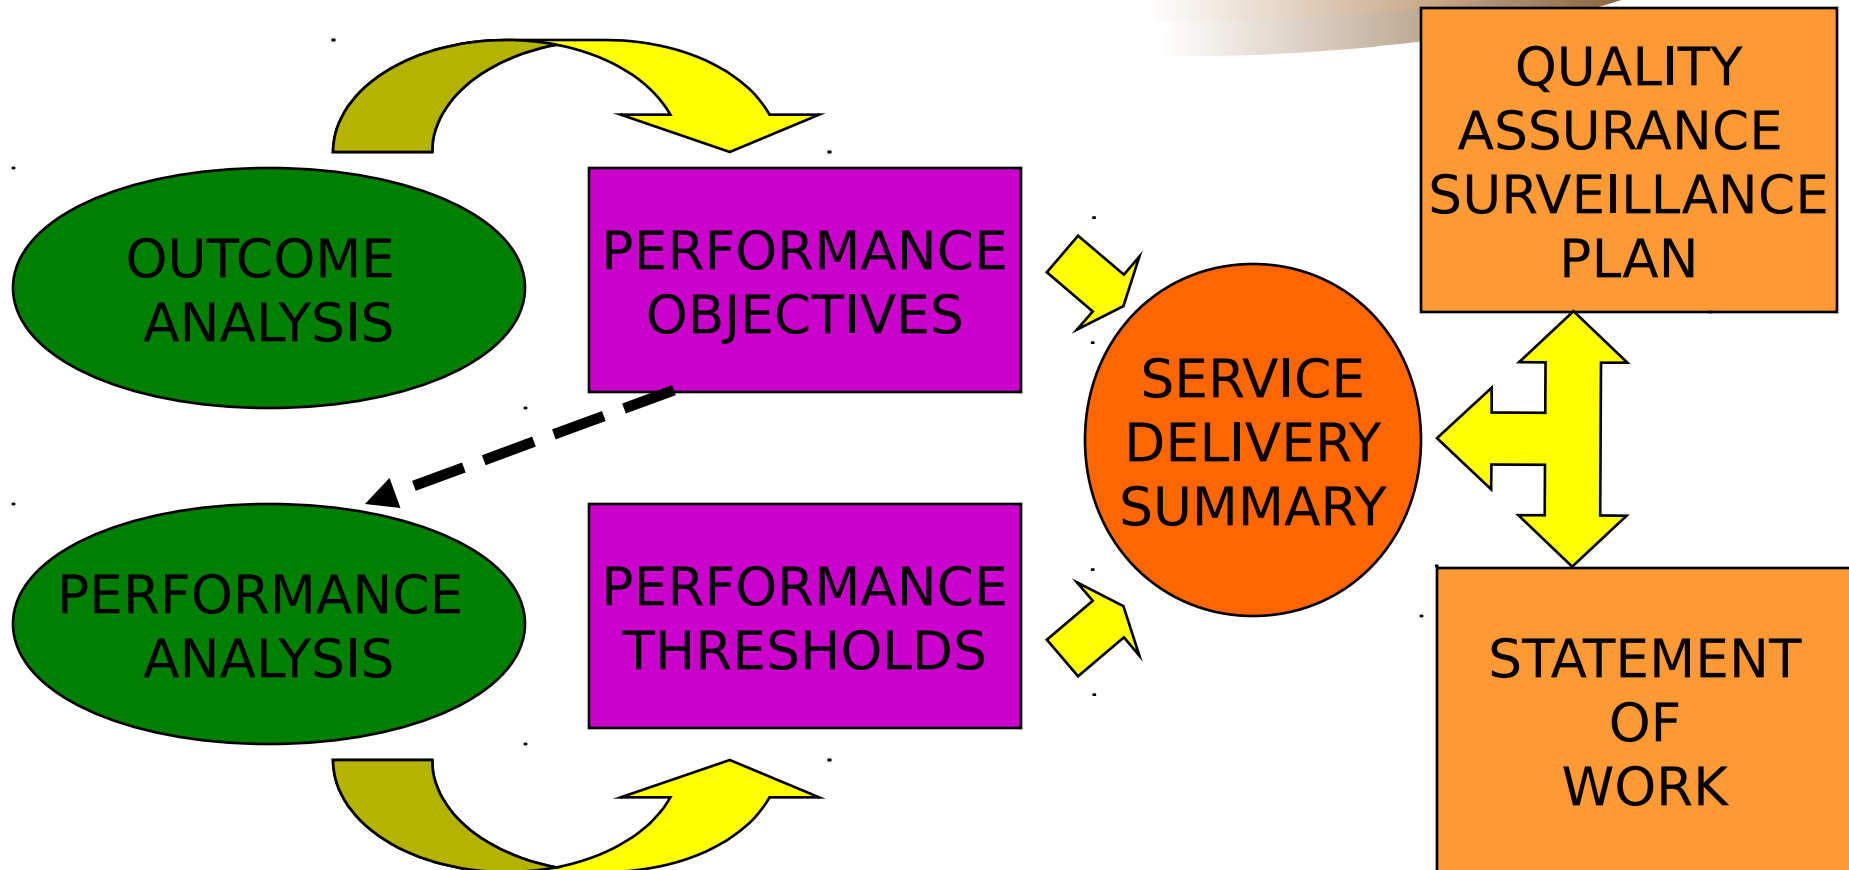 OUTCOME
ANALYSIS
PERFORMANCE
OBJECTIVES
PERFORMANCE
ANALYSIS
PERFORMANCE
THRESHOLDS
SERVICE
DELIVERY
SUMMARY
QUALITY
ASSURANCE
SURVEILLANCE
PLAN
STATEMENT
OF
WORK